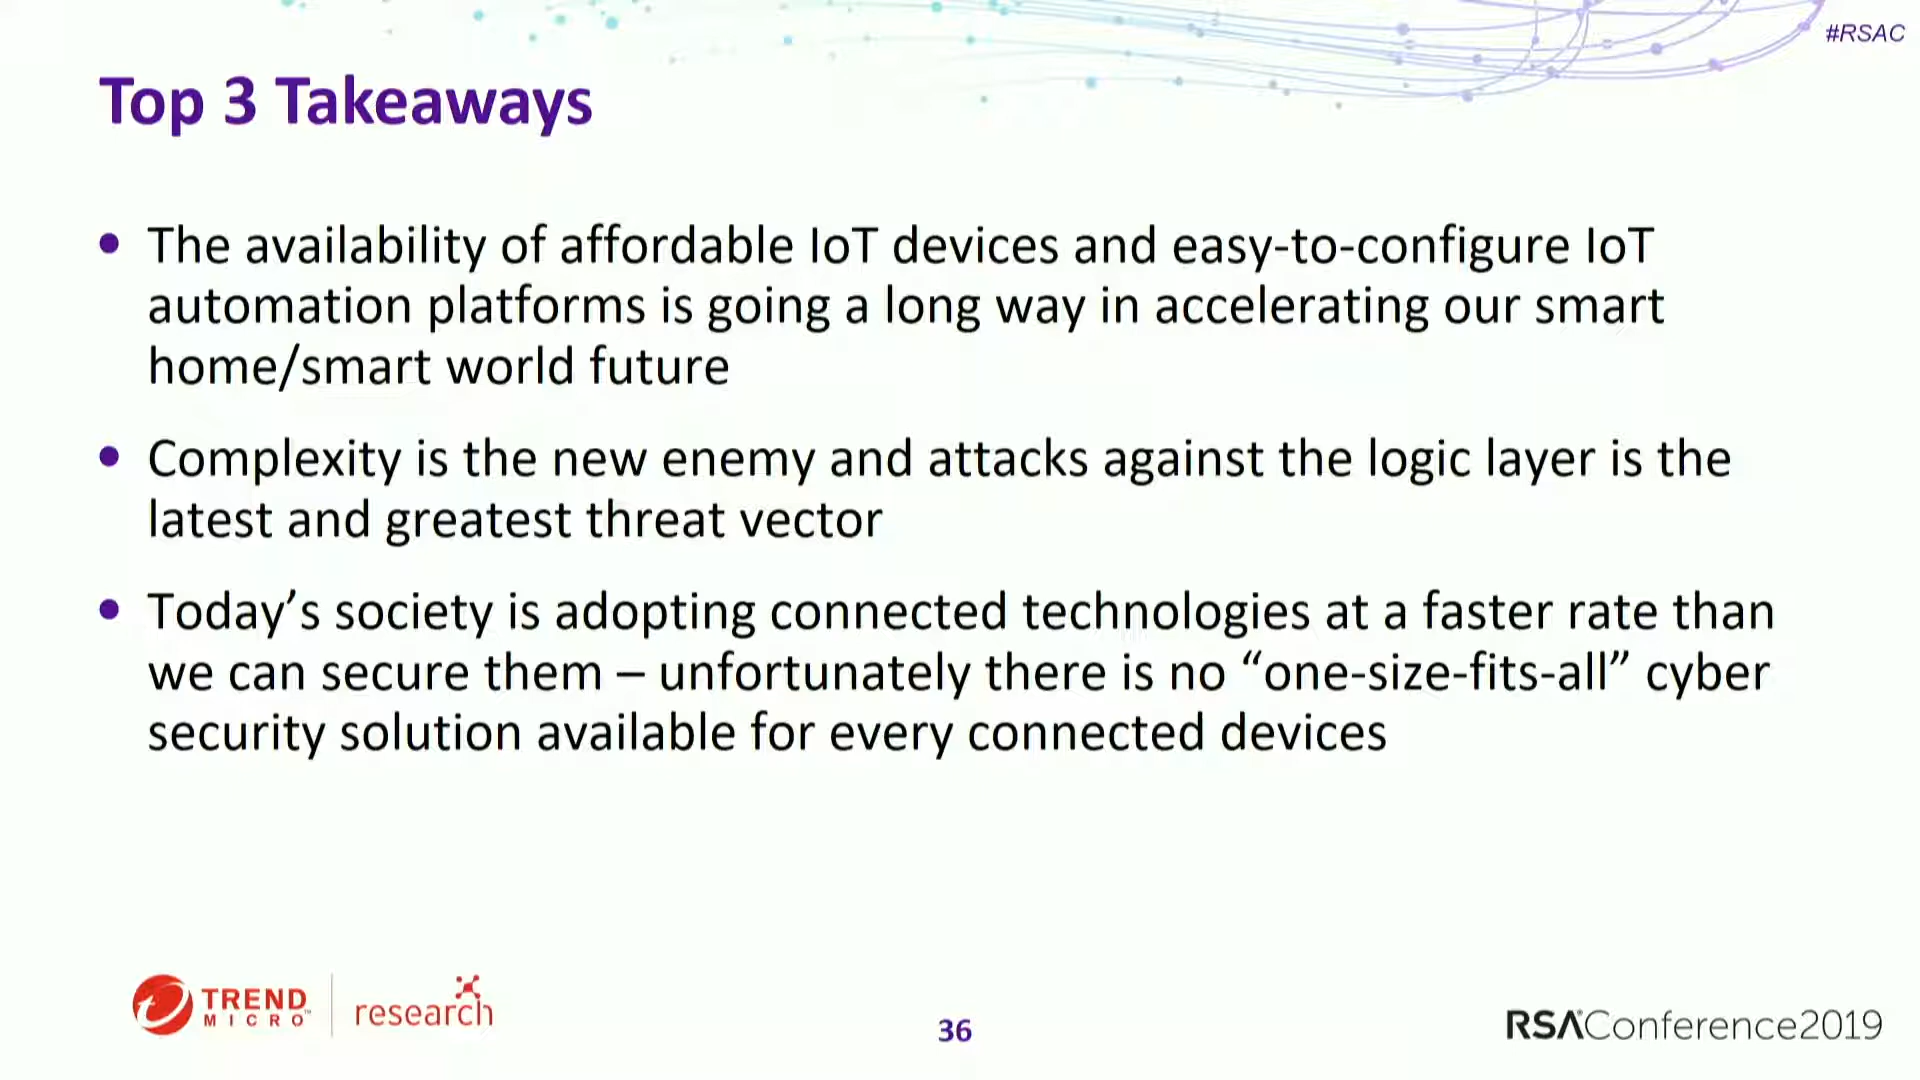 #RSAC
Top 3 Takeaways
• The availability of affordable IoT devices and easy-to-configure IoT
automation platforms is going a long way in accelerating our smart
home/smart world future
• Complexity is the new enemy and attacks against the logic layer is the
latest and greatest threat vector
• Today’s society is adopting connected technologies at a faster rate than
we can secure them – unfortunately there is no “one-size-fits-all” cyber
security solution available for every connected devices
TREND
MICRO™
research
36
RSAConference2019